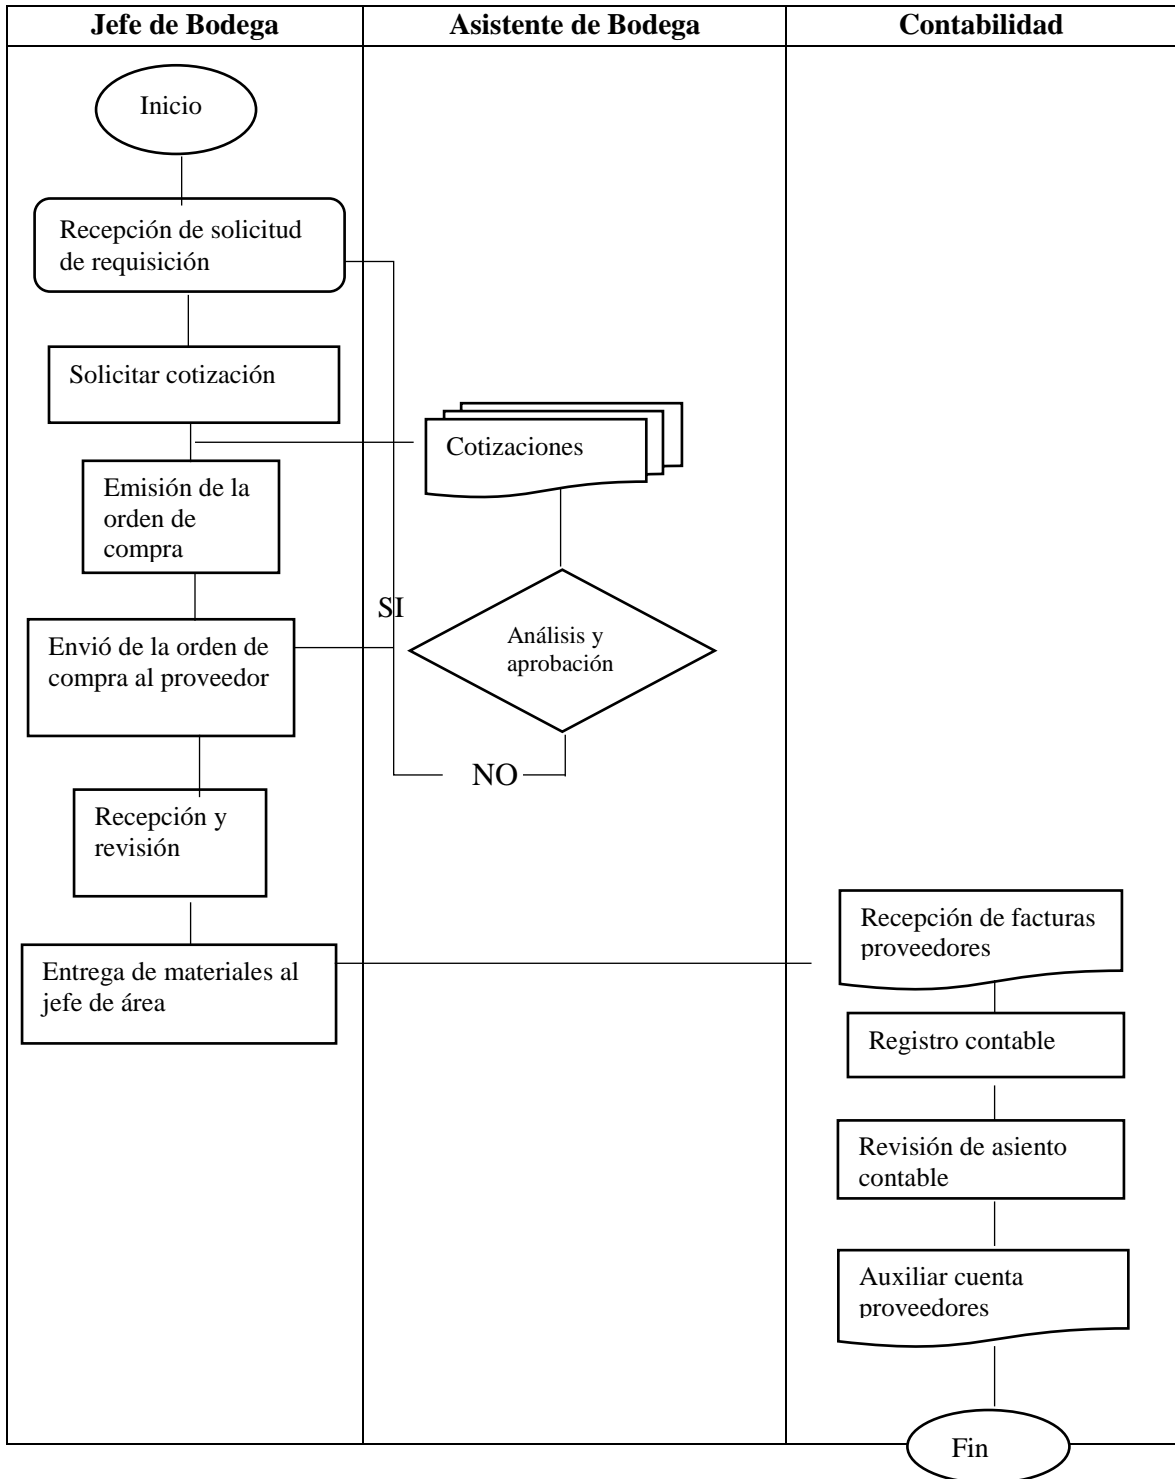 Jefe de Bodega
Asistente de Bodega
Contabilidad
Inicio
Recepción de solicitud
de requisición
Solicitar cotización
Cotizaciones
Emisión de la
orden de
compra
SI
Análisis y
aprobación
Envió de la orden de
compra al proveedor
NO
Recepción y
revisión
Entrega de materiales al
jefe de área
Recepción de facturas
proveedores
Registro contable
Revisión de asiento
contable
Auxiliar cuenta
proveedores
Fin